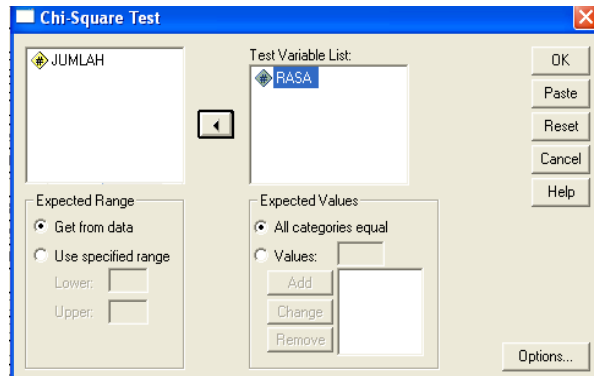 Chi-Square Test
JUMLAH
Test Variable List:
RASA
OK
Paste
Reset
Cancel
Help
Expected Range
Get from data
Use specified range
Lower:
Upper:
Expected Values
All categories equal
Values:
Add
Change
Remove
Options...